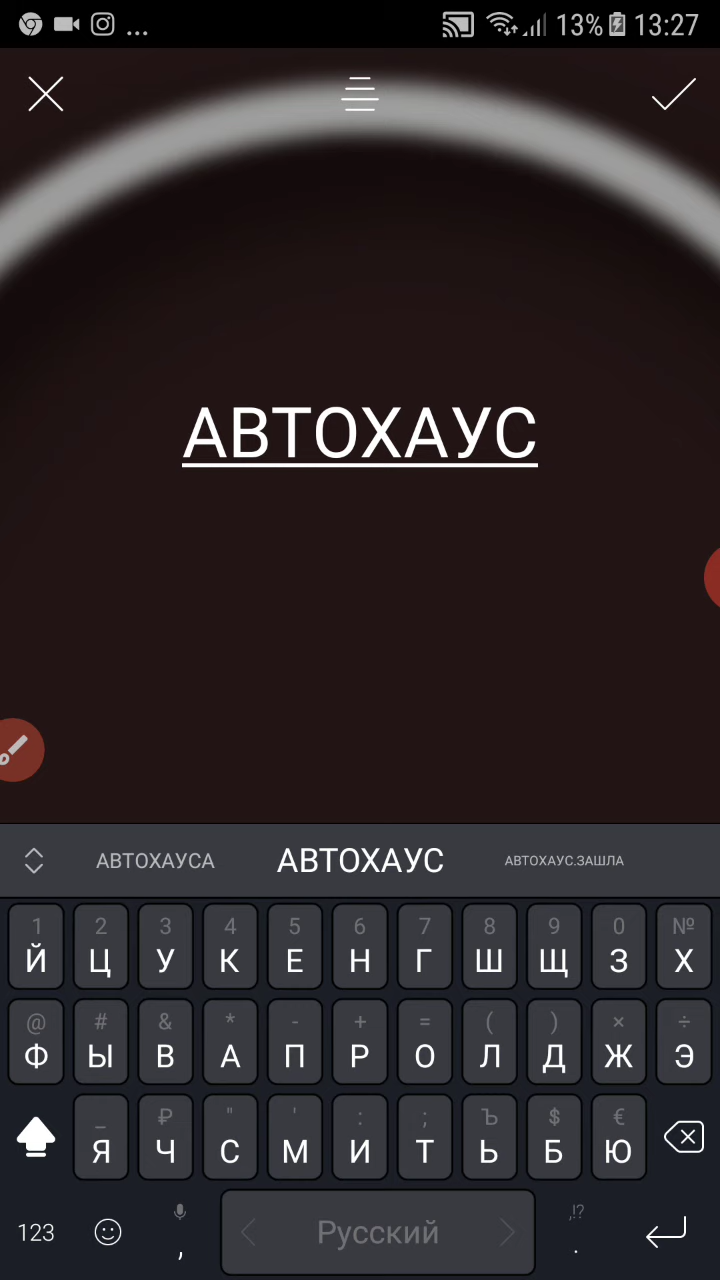 ... 13% 13:27
АВТОХАУС
АВТОХАУСА АВТОХАУС АВТОХАУС.ЗАШЛА
1 2 3 4 5 6 7 8 9 0 №
Й Ц У К Е Н Г Ш Щ З Х
@ # & * - + = ( ) × ÷
Ф Ы В А П Р О Л Д Ж Э
_ ₽ " ' : ; Ъ $ €
Я Ч С М И Т Ь Б Ю
,!?
123 , Русский .